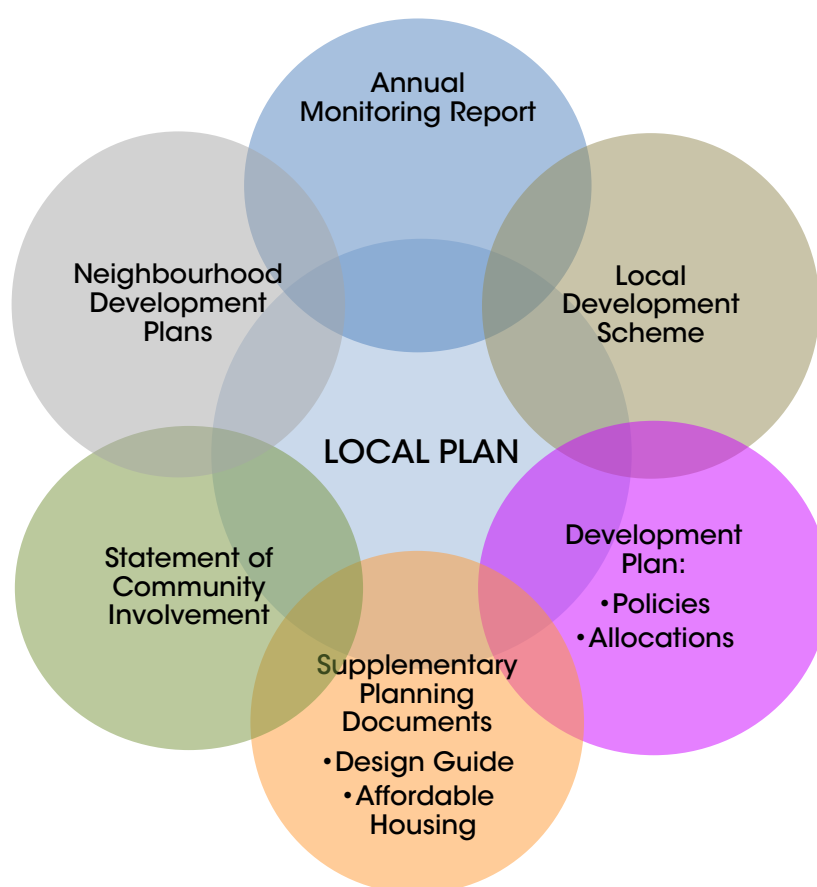 Annual
Monitoring Report
Neighbourhood
Development
Plans
Local
Development
Scheme
LOCAL PLAN
Statement of
Community
Involvement
Development
Plan:
•Policies
•Allocations
Supplementary
Planning
Documents
•Design Guide
•Affordable
Housing